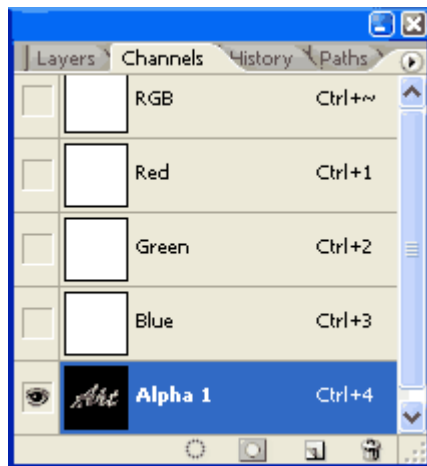 Layers Channels History Paths
RGB Ctrl+~
Red Ctrl+1
Green Ctrl+2
Blue Ctrl+3
Art Alpha 1 Ctrl+4